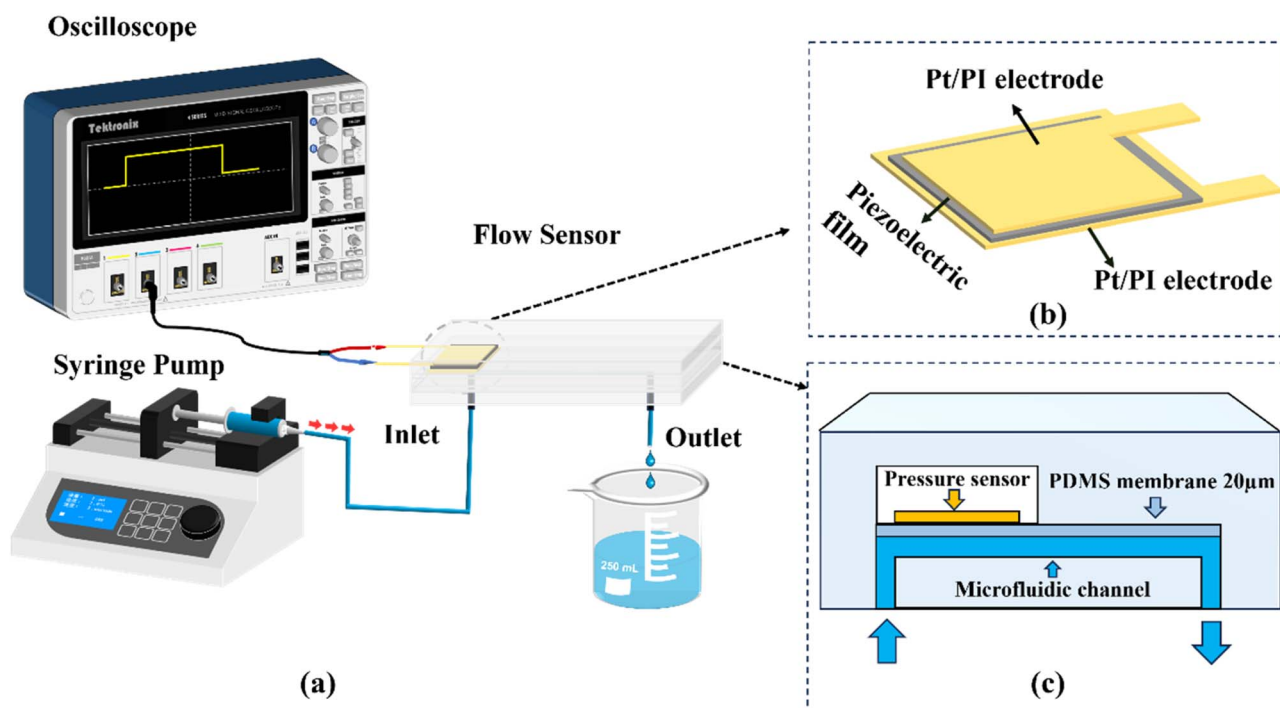 Oscilloscope
Tektronix
Flow Sensor
Syringe Pump
Inlet
Outlet
250 mL
(a)
Pt/PI electrode
Piezoelectric
film
Pt/PI electrode
(b)
Pressure sensor
PDMS membrane 20μm
Microfluidic channel
(c)